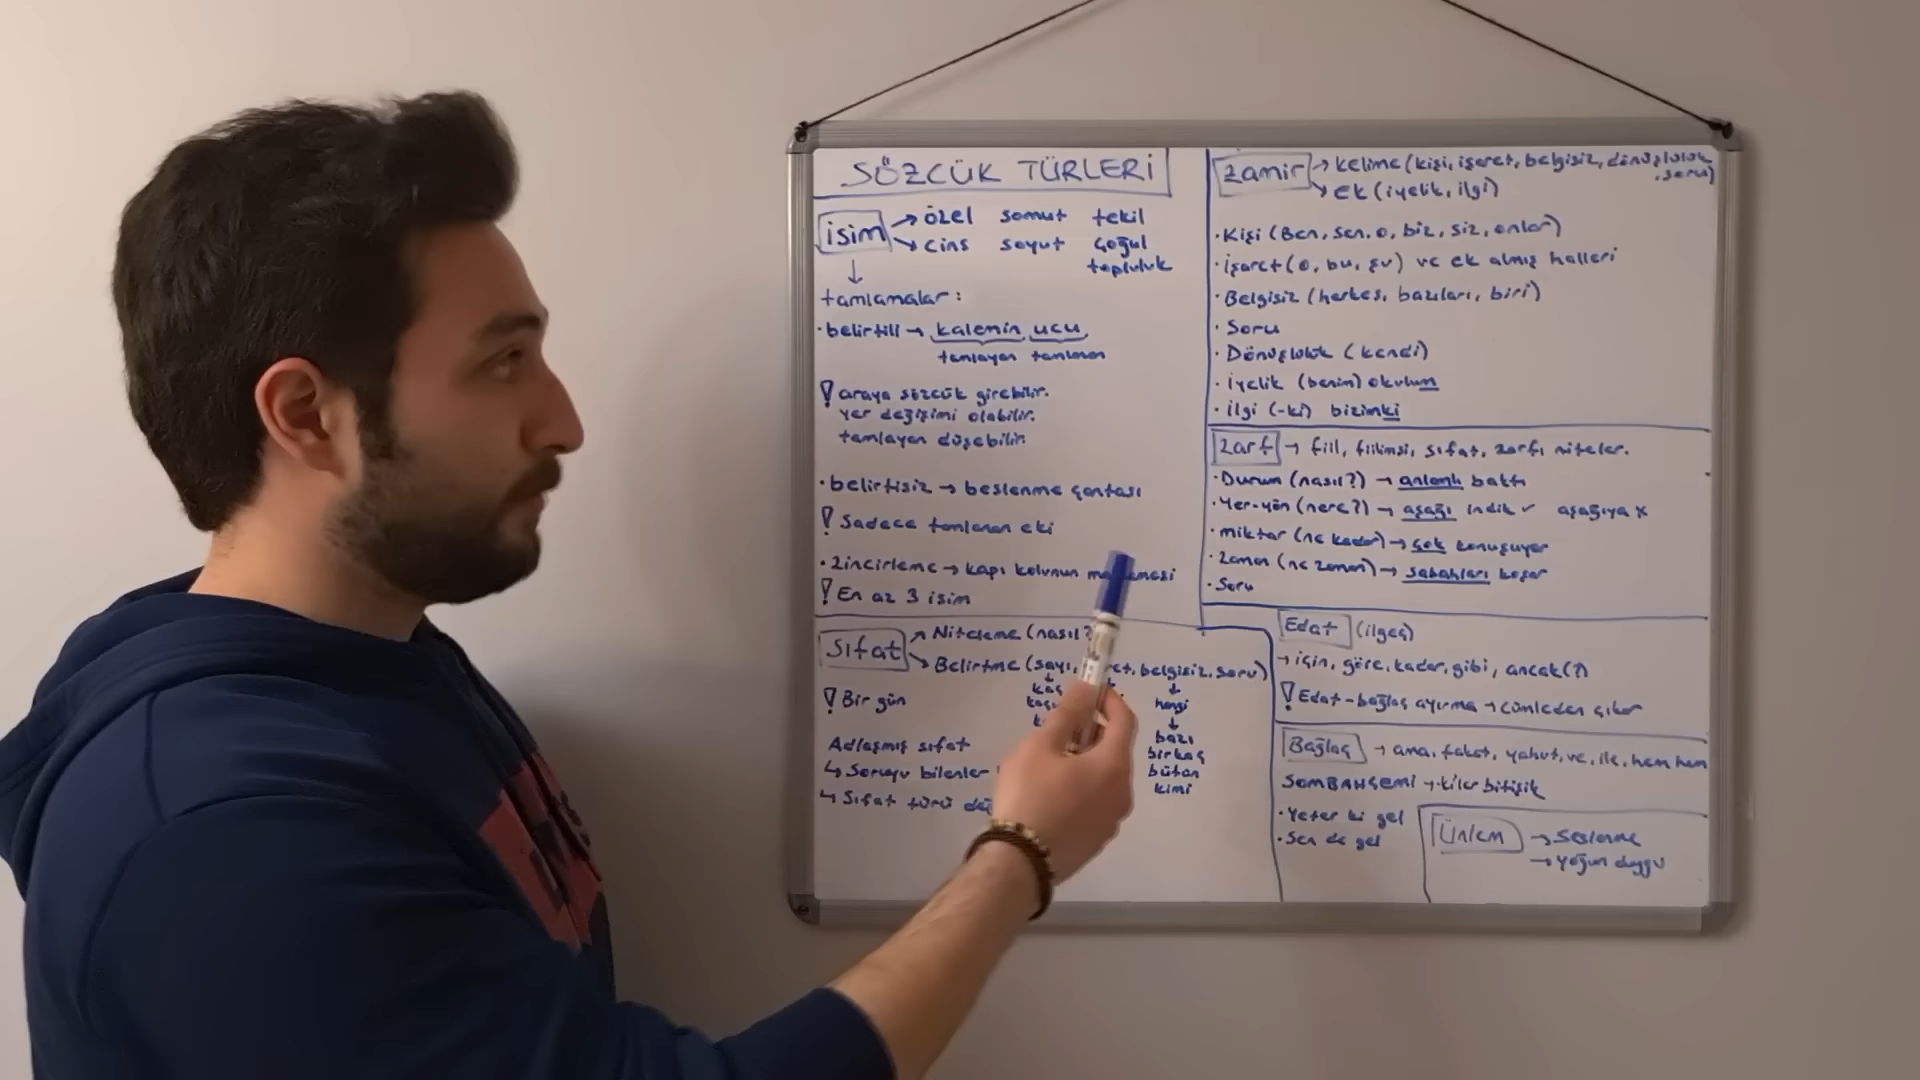 SÖZCÜK TÜRLERİ
isim → özel somut tekil
→ cins soyut çoğul
topluluk
↓
tamlamalar:
· belirtili → kalemin ucu
tamlayan tamlanan
! araya sözcük girebilir.
yer değişimi olabilir.
tamlayan düşebilir.
· belirtisiz → beslenme çantası
! Sadece tamlanan eki
· Zincirleme → kapı kolunun
! En az 3 isim
Sıfat → Niteleme (nasıl?
→ Belirtme (sayı, belgisiz, soru)
! Bir gün
hangi
↓
bazı
birkaç
bütün
kimi
Adlaşmış sıfat
↳ Soruyu bilenler
↳ Sıfat türü
Zamir → kelime (kişi, işaret, belgisiz, dönüşlülük, soru)
→ ek (iyelik, ilgi)
· Kişi (Ben, sen, o, biz, siz, onlar)
· işaret (o, bu, şu) ve ek almış halleri
· Belgisiz (herkes, bazıları, biri)
· Soru
· Dönüşlülük (kendi)
· iyelik (benim) okulum
· ilgi (-ki) bizimki
Zarf → fiil, fiilimsi, sıfat, zarfı niteler.
· Durum (nasıl?) → anlamlı baktı
· Yer-yön (nere?) → aşağı indik ✓ aşağıya x
· miktar (ne kadar) → çok konuşuyor
· Zaman (ne zaman) → sabahları koşar
· Soru
Edat (ilgeç)
→ için, göre, kadar, gibi, ancak (?)
! Edat-bağlaç ayırma → cümleden çıkar
Bağlaç → ama, fakat, yahut, ve, ile, hem hem
SOMBAHÇEMİ → kiler bitişik
· Yeter ki gel
· Sen de gel
Ünlem → Seslenme
→ yoğun duygu